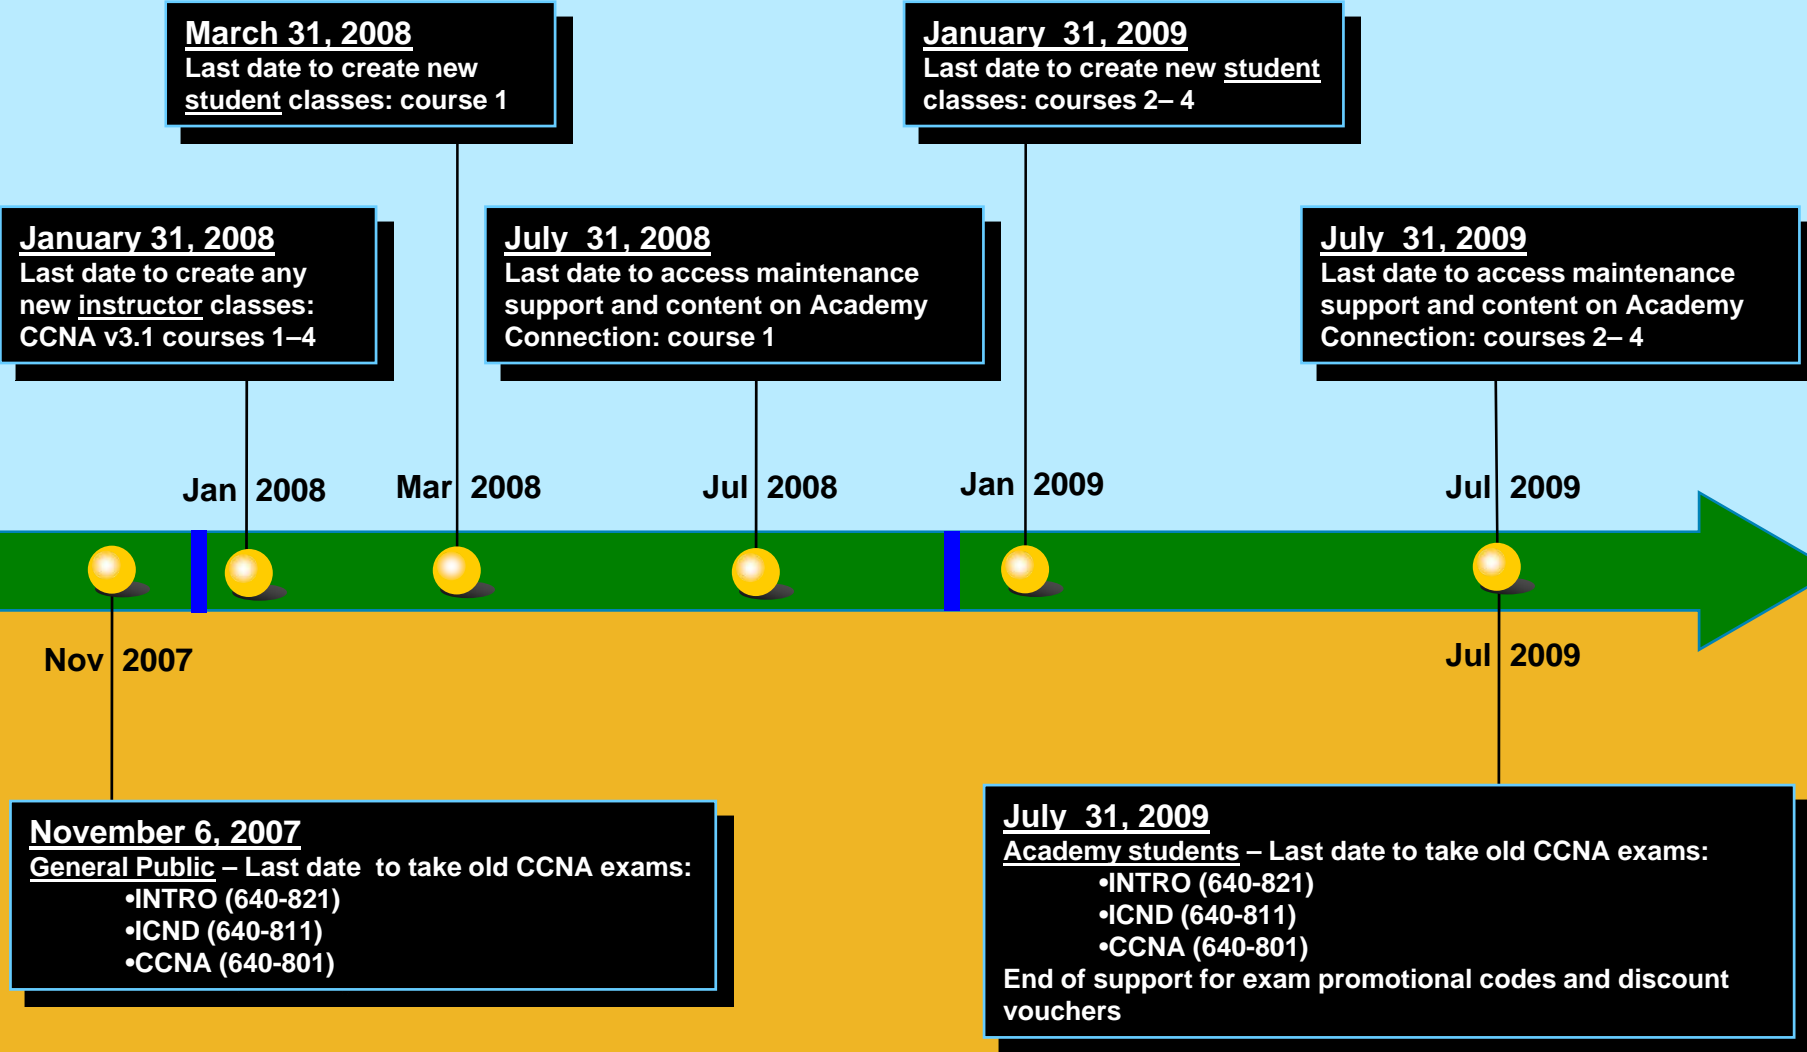 March 31, 2008
Last date to create new
student classes: course 1
January 31, 2009
Last date to create new student
classes: courses 2– 4
January 31, 2008
Last date to create any
new instructor classes:
CCNA v3.1 courses 1–4
July 31, 2008
Last date to access maintenance
support and content on Academy
Connection: course 1
July 31, 2009
Last date to access maintenance
support and content on Academy
Connection: courses 2– 4
Jan 2008
Mar 2008
Jul 2008
Jan 2009
Jul 2009
Nov 2007
Jul 2009
November 6, 2007
General Public – Last date to take old CCNA exams:
•INTRO (640-821)
•ICND (640-811)
•CCNA (640-801)
July 31, 2009
Academy students – Last date to take old CCNA exams:
•INTRO (640-821)
•ICND (640-811)
•CCNA (640-801)
End of support for exam promotional codes and discount
vouchers